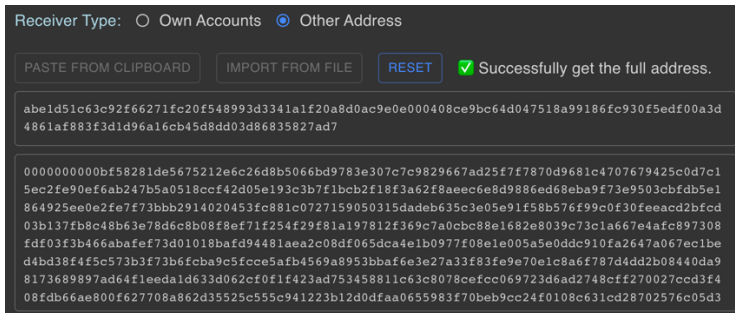 Receiver Type: Own Accounts Other Address
PASTE FROM CLIPBOARD IMPORT FROM FILE RESET ✅ Successfully get the full address.
abe1d51c63c92f66271fc20f548993d3341a1f20a8d0ac9e0e000408ce9bc64d047518a99186fc930f5edf00a3d
4861af883f3d1d96a16cb45d8dd03d86835827ad7
0000000000bf58281de5675212e6c26d8b5066bd9783e307c7c9829667ad25f7f7870d9681c4707679425c0d7c1
5ec2fe90ef6ab247b5a0518ccf42d05e193c3b7f1bcb2f18f3a62f8aeec6e8d9886ed68eba9f73e9503cbfdb5e1
864925ee0e2fe7f73bbb2914020453fc881c0727159050315dadeb635c3e05e91f58b576f99c0f30feeacd2bfcd
03b137fb8c48b63e78d6c8b08f8ef71f254f29f81a197812f369c7a0cbc88e1682e8039c73c1a667e4afc897308
fdf03f3b466abafef73d01018bafd94481aea2c08df065dca4e1b0977f08e1e005a5e0ddc910fa2647a067ec1be
d4bd38f4f5c573b3f73b6fcba9c5fcce5afb4569a8953bbaf6e3e27a33f83fe9e70e1c8a6f787d4dd2b08440da9
8173689897ad64f1eeda1d633d062cf0f1f423ad753458811c63c8078cefcc069723d6ad2748cff270027ccd3f4
08fdb66ae800f627708a862d35525c555c941223b12d0dfaa0655983f70beb9cc24f0108c631cd28702576c05d3